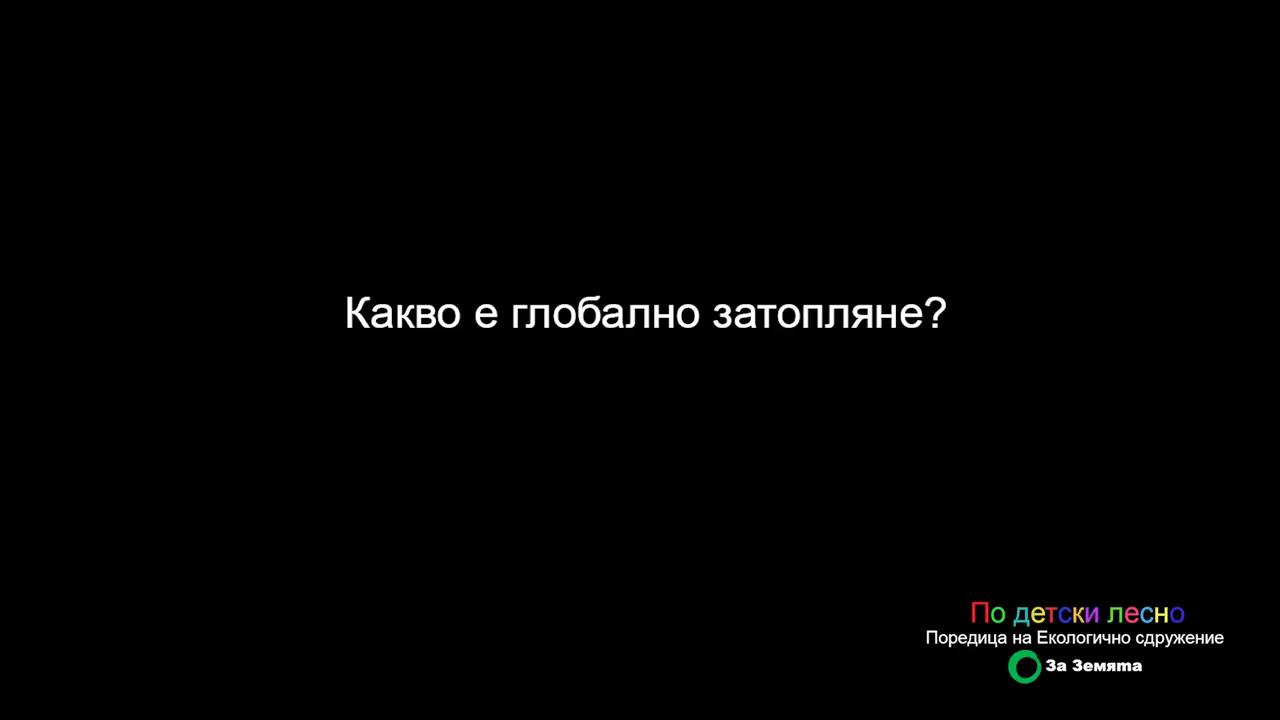 Какво е глобално затопляне?
По детски лесно
Поредица на Екологично сдружение
За Земята